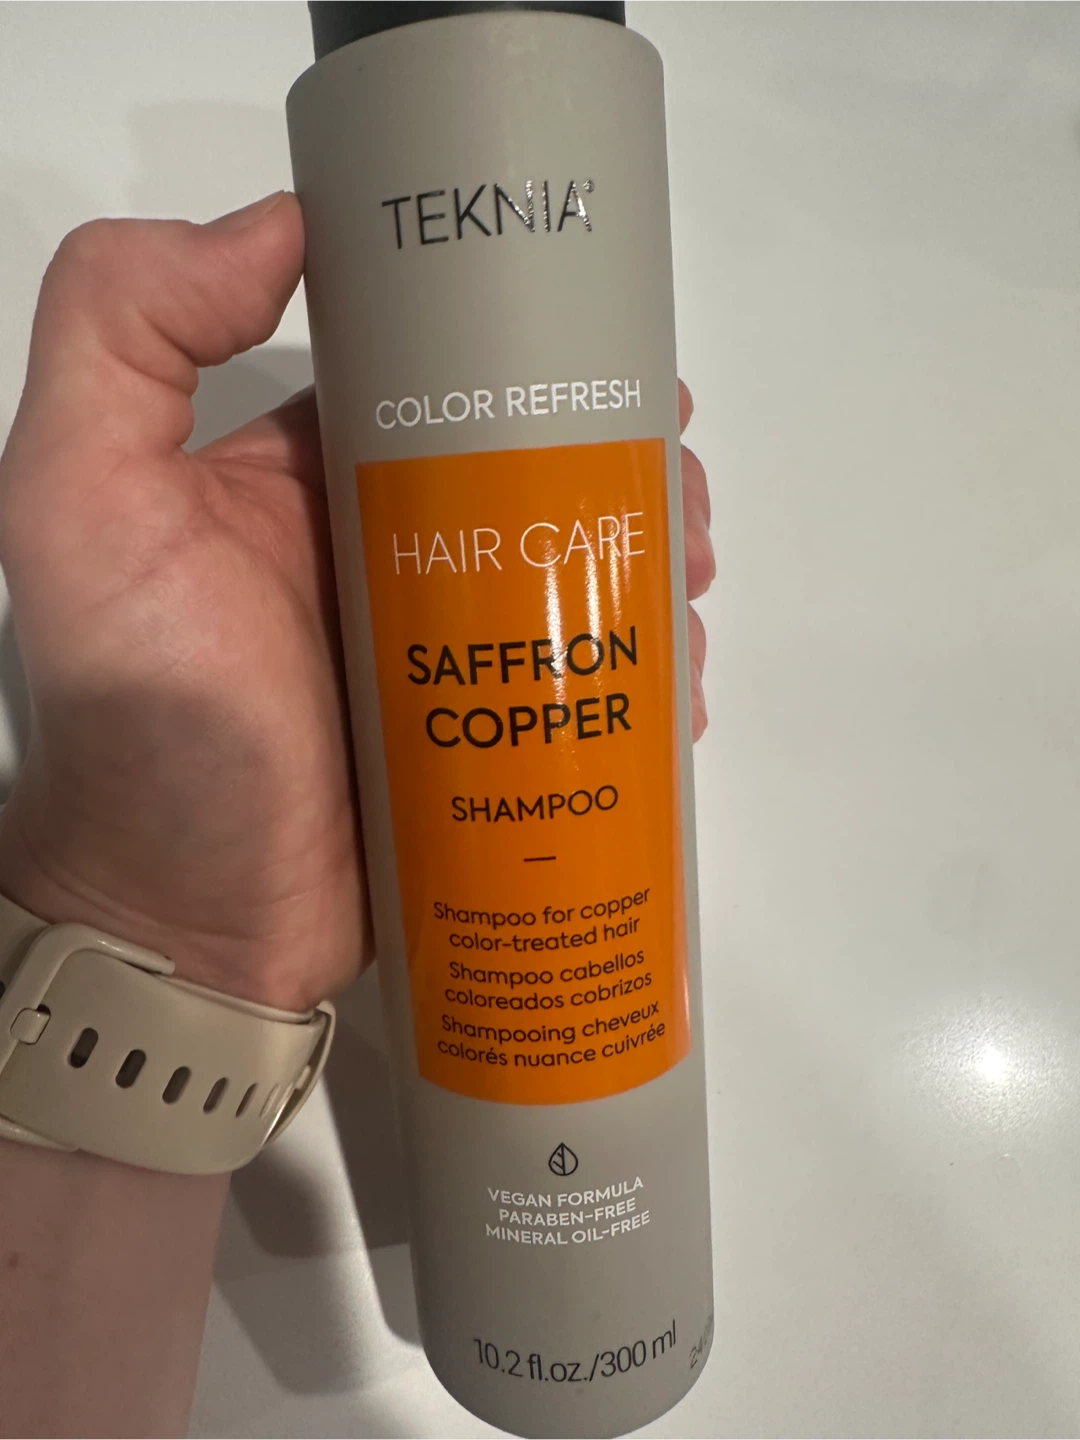 TEKNIA®
COLOR REFRESH
HAIR CARE
SAFFRON
COPPER
SHAMPOO
—
Shampoo for copper
color-treated hair
Shampoo cabellos
coloreados cobrizos
Shampooing cheveux
colorés nuance cuivrée
VEGAN FORMULA
PARABEN-FREE
MINERAL OIL-FREE
10.2 fl.oz./300 ml